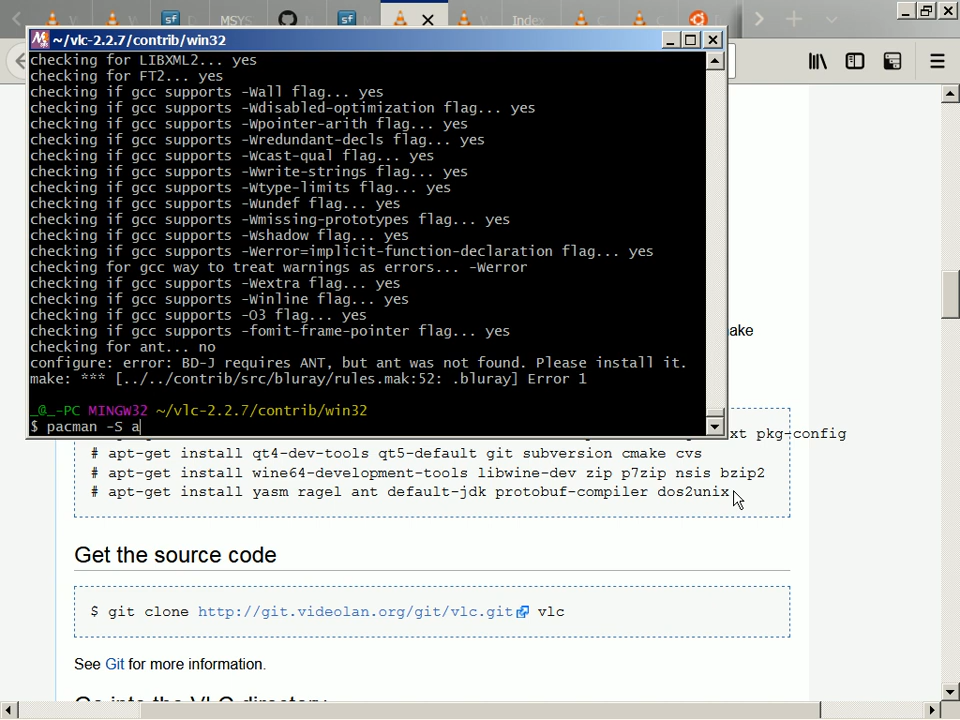 MSYS
Index
~/vlc-2.2.7/contrib/win32
checking for LIBXML2... yes
checking for FT2... yes
checking if gcc supports -Wall flag... yes
checking if gcc supports -Wdisabled-optimization flag... yes
checking if gcc supports -Wpointer-arith flag... yes
checking if gcc supports -Wredundant-decls flag... yes
checking if gcc supports -Wcast-qual flag... yes
checking if gcc supports -Wwrite-strings flag... yes
checking if gcc supports -Wtype-limits flag... yes
checking if gcc supports -Wundef flag... yes
checking if gcc supports -Wmissing-prototypes flag... yes
checking if gcc supports -Wshadow flag... yes
checking if gcc supports -Werror=implicit-function-declaration flag... yes
checking for gcc way to treat warnings as errors... -Werror
checking if gcc supports -Wextra flag... yes
checking if gcc supports -Winline flag... yes
checking if gcc supports -O3 flag... yes
checking if gcc supports -fomit-frame-pointer flag... yes
checking for ant... no
configure: error: BD-J requires ANT, but ant was not found. Please install it.
make: *** [../../contrib/src/bluray/rules.mak:52: .bluray] Error 1
_@_-PC MINGW32 ~/vlc-2.2.7/contrib/win32
$ pacman -S a
ake
xt pkg-config
# apt-get install qt4-dev-tools qt5-default git subversion cmake cvs
# apt-get install wine64-development-tools libwine-dev zip p7zip nsis bzip2
# apt-get install yasm ragel ant default-jdk protobuf-compiler dos2unix
Get the source code
$ git clone http://git.videolan.org/git/vlc.git vlc
See Git for more information.
Go into the VLC directory